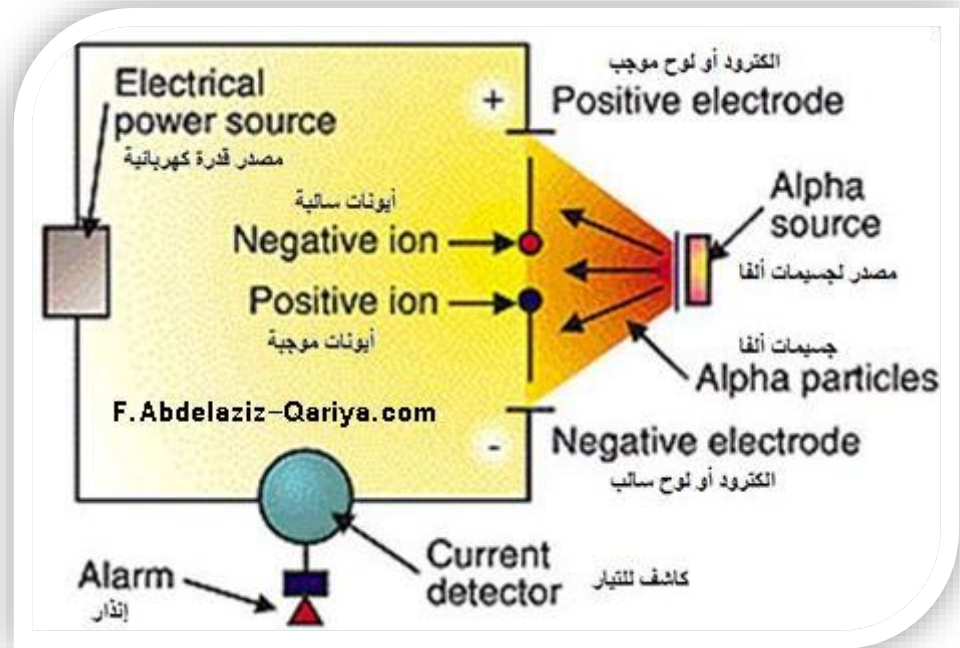 Electrical
power source
مصدر قدرة كهربائية
+
الكترود أو لوح موجب
Positive electrode
أيونات سالبة
Negative ion
Positive ion
أيونات موجبة
Alpha
source
مصدر لجسيمات ألفا
جسيمات ألفا
Alpha particles
F.Abdelaziz-Qariya.com
-
Negative electrode
الكترود أو لوح سالب
Current
detector
كاشف للتيار
Alarm
إنذار